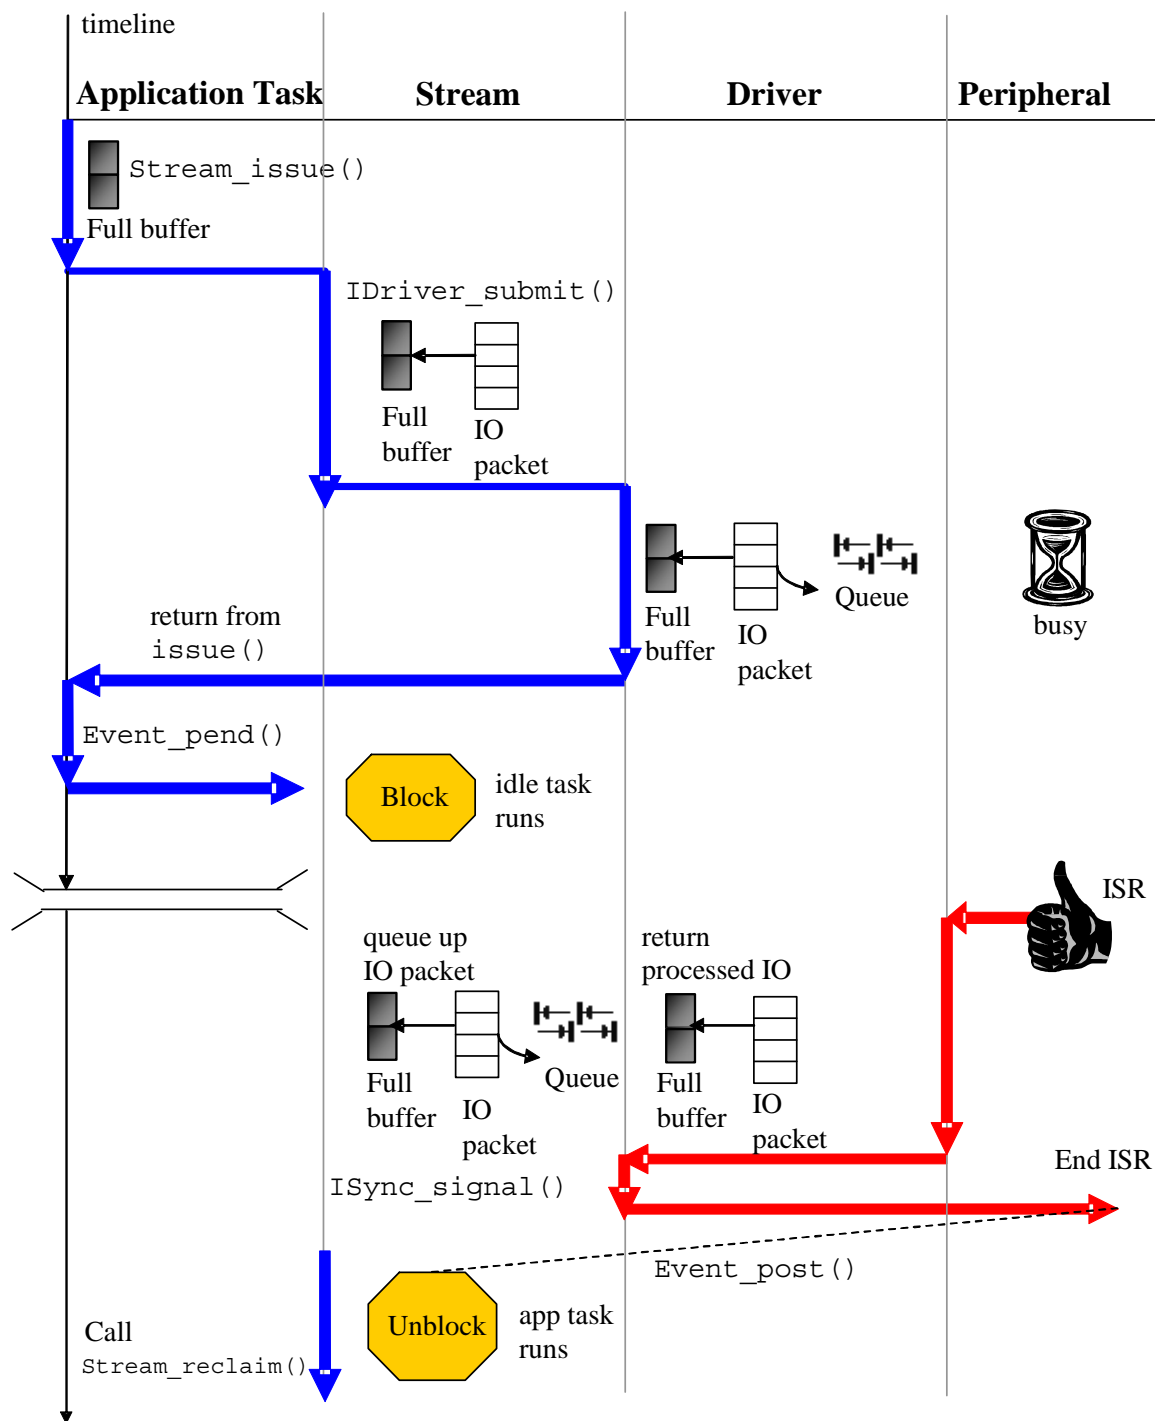 timeline
Application Task
Stream
Driver
Peripheral
Stream_issue()
Full buffer
IDriver_submit()
Full
buffer
IO
packet
Full
buffer
IO
packet
Queue
busy
return from
issue()
Event_pend()
Block
idle task
runs
ISR
queue up
IO packet
Full
buffer
IO
packet
Queue
return
processed IO
Full
buffer
IO
packet
End ISR
ISync_signal()
Event_post()
Unblock
app task
runs
Call
Stream_reclaim()